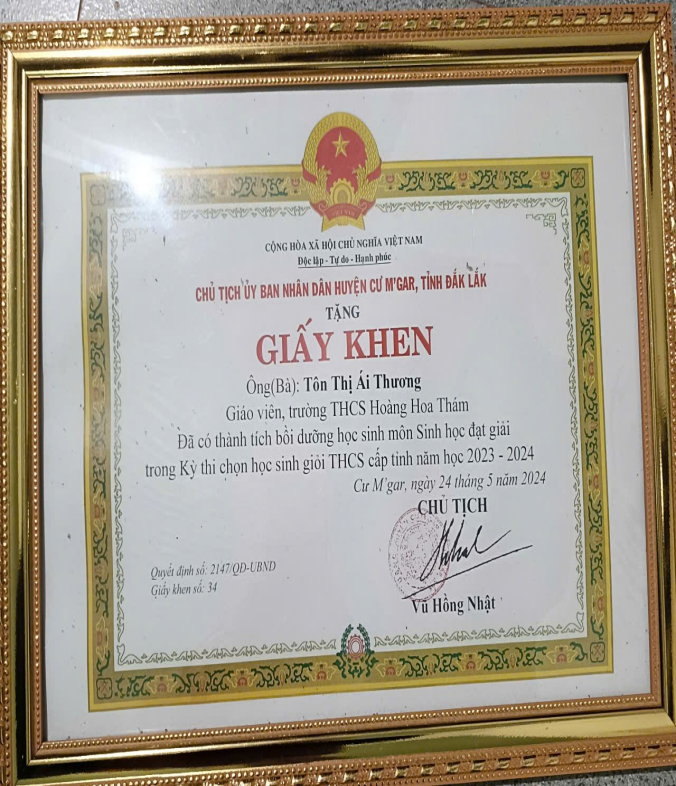 CỘNG HÒA XÃ HỘI CHỦ NGHĨA VIỆT NAM
Độc lập - Tự do - Hạnh phúc
CHỦ TỊCH ỦY BAN NHÂN DÂN HUYỆN CƯ M'GAR, TỈNH ĐẮK LẮK
TẶNG
GIẤY KHEN
Ông(Bà): Tôn Thị Ái Thương
Giáo viên, trường THCS Hoàng Hoa Thám
Đã có thành tích bồi dưỡng học sinh môn Sinh học đạt giải
trong Kỳ thi chọn học sinh giỏi THCS cấp tỉnh năm học 2023 - 2024
Cư M'gar, ngày 24 tháng 5 năm 2024
CHỦ TỊCH
Quyết định số: 2147/QĐ-UBND
Giấy khen số: 34
Vũ Hồng Nhật